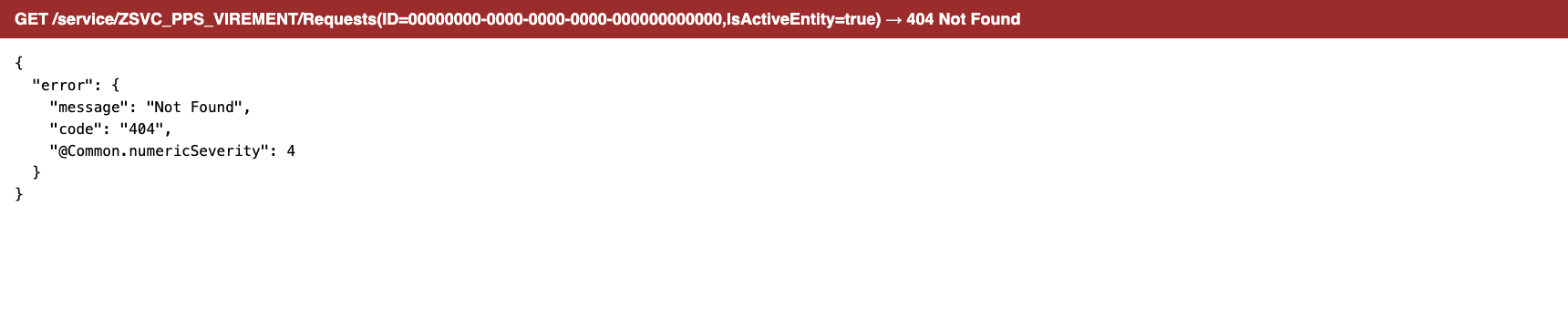 GET /service/ZSVC_PPS_VIREMENT/Requests(ID=00000000-0000-0000-0000-000000000000,IsActiveEntity=true) → 404 Not Found
{
  "error": {
    "message": "Not Found",
    "code": "404",
    "@Common.numericSeverity": 4
  }
}